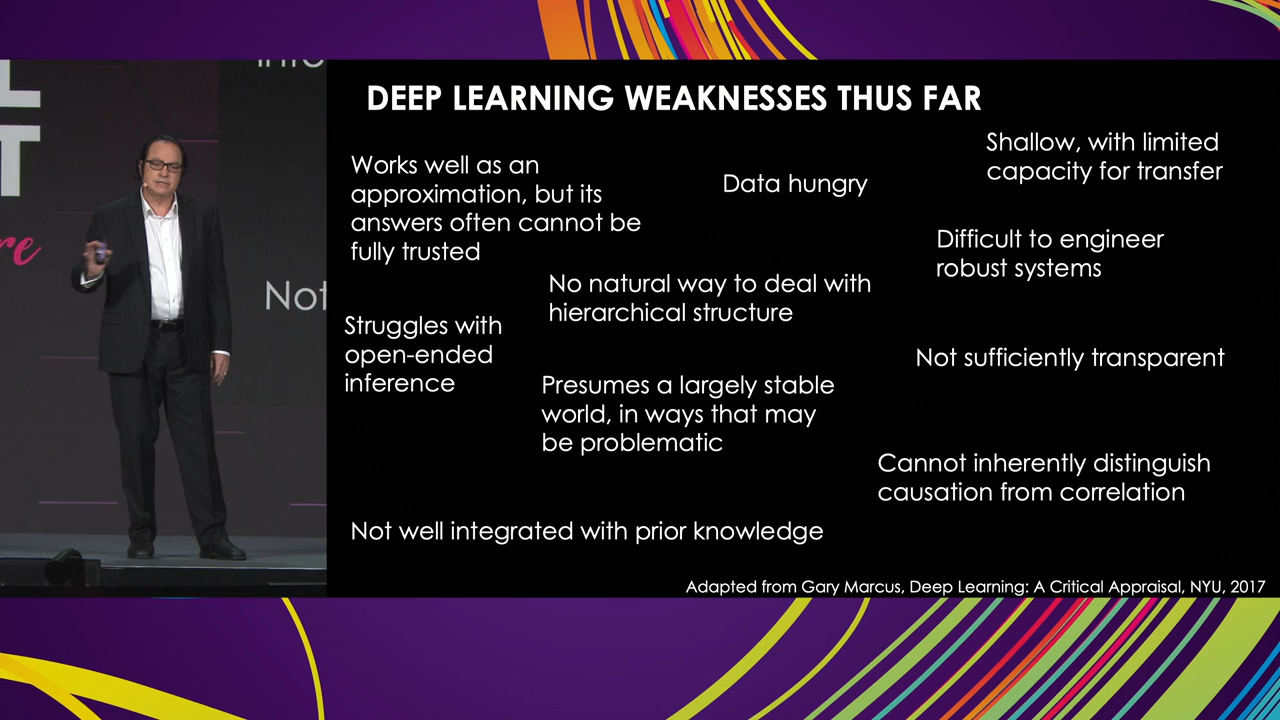 DEEP LEARNING WEAKNESSES THUS FAR
Works well as an
approximation, but its
answers often cannot be
fully trusted
Data hungry
Shallow, with limited
capacity for transfer
Difficult to engineer
robust systems
No natural way to deal with
hierarchical structure
Struggles with
open-ended
inference
Not sufficiently transparent
Presumes a largely stable
world, in ways that may
be problematic
Cannot inherently distinguish
causation from correlation
Not well integrated with prior knowledge
Adapted from Gary Marcus, Deep Learning: A Critical Appraisal, NYU, 2017
Not